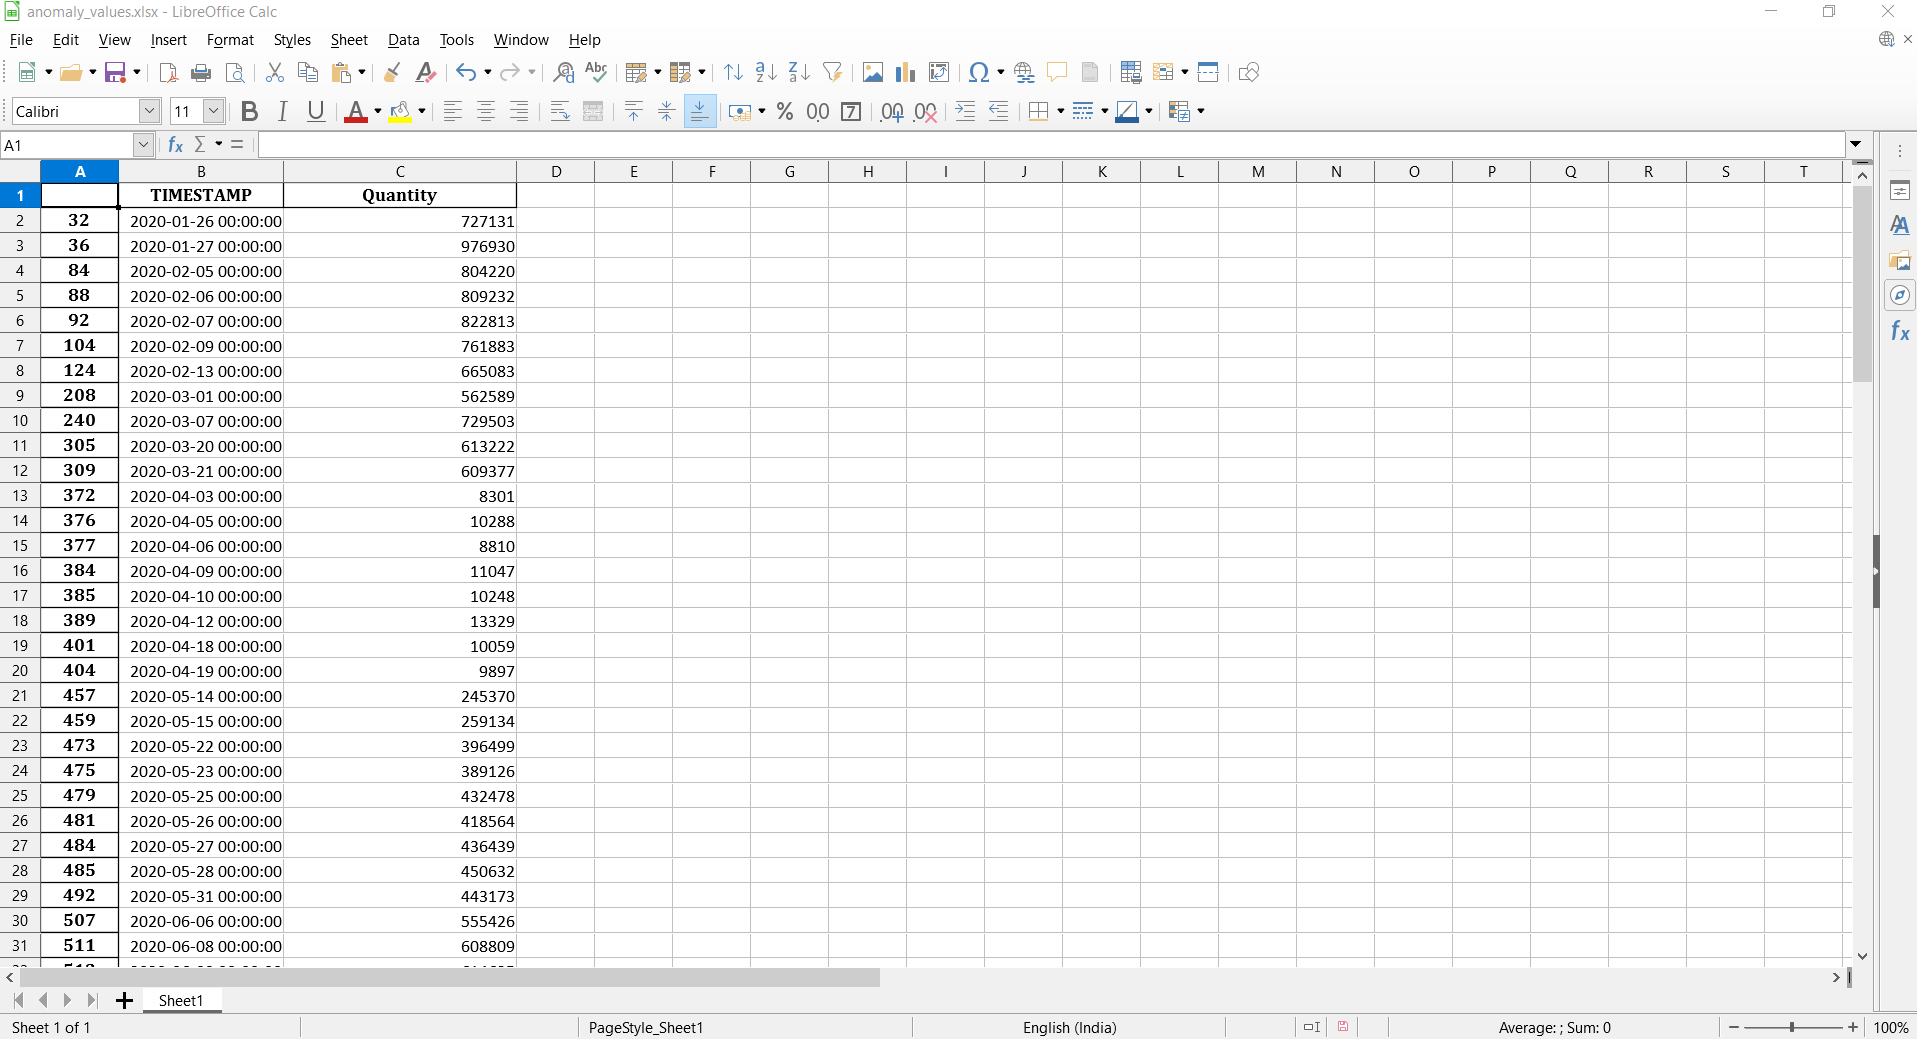 anomaly_values.xlsx - LibreOffice Calc
File Edit View Insert Format Styles Sheet Data Tools Window Help
Calibri 11
A1
A B C D E F G H I J K L M N O P Q R S T
1 TIMESTAMP Quantity
2 32 2020-01-26 00:00:00 727131
3 36 2020-01-27 00:00:00 976930
4 84 2020-02-05 00:00:00 804220
5 88 2020-02-06 00:00:00 809232
6 92 2020-02-07 00:00:00 822813
7 104 2020-02-09 00:00:00 761883
8 124 2020-02-13 00:00:00 665083
9 208 2020-03-01 00:00:00 562589
10 240 2020-03-07 00:00:00 729503
11 305 2020-03-20 00:00:00 613222
12 309 2020-03-21 00:00:00 609377
13 372 2020-04-03 00:00:00 8301
14 376 2020-04-05 00:00:00 10288
15 377 2020-04-06 00:00:00 8810
16 384 2020-04-09 00:00:00 11047
17 385 2020-04-10 00:00:00 10248
18 389 2020-04-12 00:00:00 13329
19 401 2020-04-18 00:00:00 10059
20 404 2020-04-19 00:00:00 9897
21 457 2020-05-14 00:00:00 245370
22 459 2020-05-15 00:00:00 259134
23 473 2020-05-22 00:00:00 396499
24 475 2020-05-23 00:00:00 389126
25 479 2020-05-25 00:00:00 432478
26 481 2020-05-26 00:00:00 418564
27 484 2020-05-27 00:00:00 436439
28 485 2020-05-28 00:00:00 450632
29 492 2020-05-31 00:00:00 443173
30 507 2020-06-06 00:00:00 555426
31 511 2020-06-08 00:00:00 608809
Sheet1
Sheet 1 of 1 PageStyle_Sheet1 English (India) Average: ; Sum: 0 100%